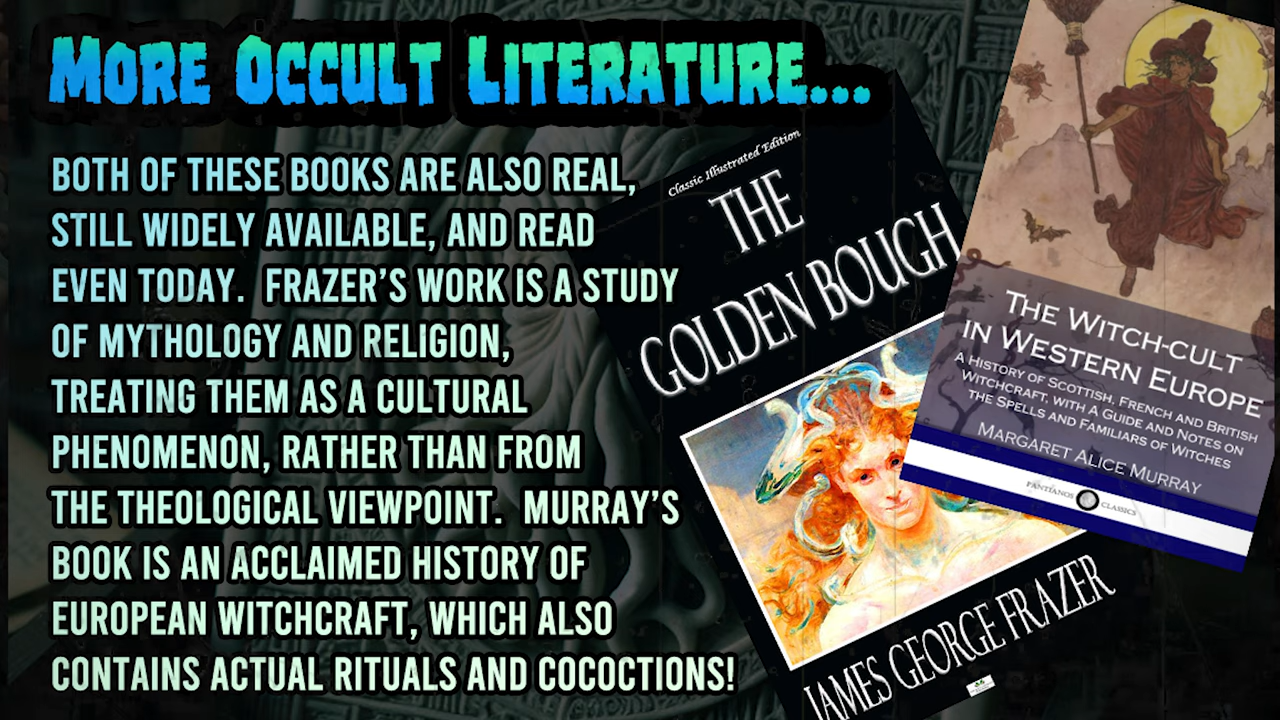 More Occult Literature...
BOTH OF THESE BOOKS ARE ALSO REAL,
STILL WIDELY AVAILABLE, AND READ
EVEN TODAY.  FRAZER'S WORK IS A STUDY
OF MYTHOLOGY AND RELIGION,
TREATING THEM AS A CULTURAL
PHENOMENON, RATHER THAN FROM
THE THEOLOGICAL VIEWPOINT.  MURRAY'S
BOOK IS AN ACCLAIMED HISTORY OF
EUROPEAN WITCHCRAFT, WHICH ALSO
CONTAINS ACTUAL RITUALS AND COCOCTIONS!
Classic Illustrated Edition
THE
GOLDEN BOUGH
JAMES GEORGE FRAZER
The Witch-cult
in Western Europe
A History of Scottish, French and British
Witchcraft, with a Guide and Notes on
the Spells and Familiars of Witches
Margaret Alice Murray
PANTIANOS CLASSICS